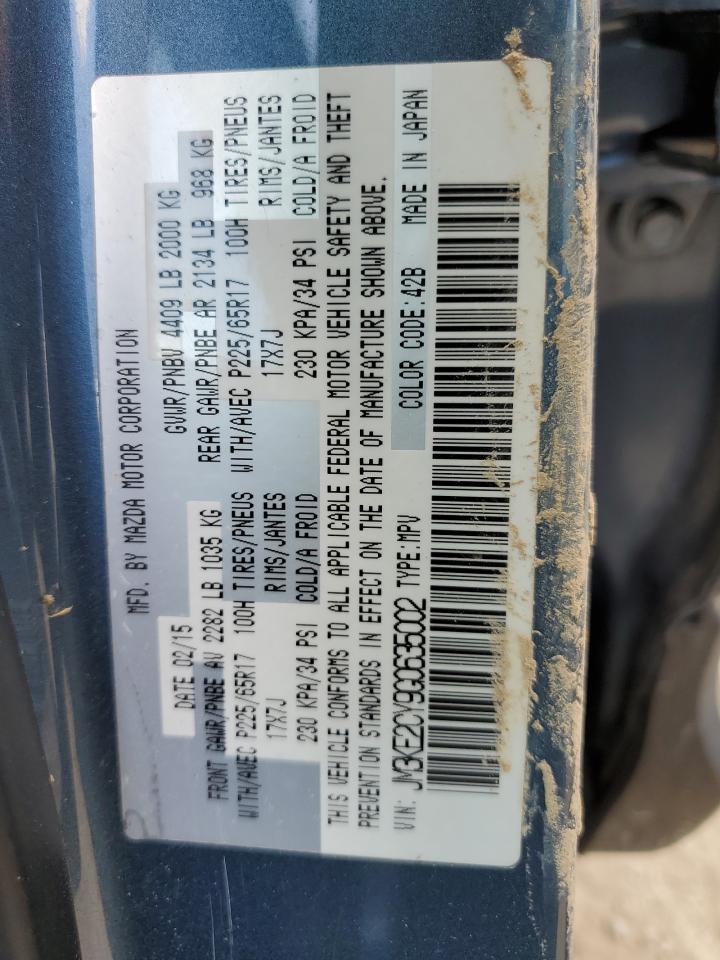 MFD. BY MAZDA MOTOR CORPORATION
DATE 02/15 GVWR/PNBV 4409 LB 2000 KG
FRONT GAWR/PNBE AV 2282 LB 1035 KG REAR GAWR/PNBE AR 2134 LB 968 KG
WITH/AVEC P225/65R17 100H TIRES/PNEUS WITH/AVEC P225/65R17 100H TIRES/PNEUS
17X7J RIMS/JANTES 17X7J RIMS/JANTES
230 KPA/34 PSI COLD/A FROID 230 KPA/34 PSI COLD/A FROID
THIS VEHICLE CONFORMS TO ALL APPLICABLE FEDERAL MOTOR VEHICLE SAFETY AND THEFT
PREVENTION STANDARDS IN EFFECT ON THE DATE OF MANUFACTURE SHOWN ABOVE.
VIN: JM3KE2CY9G0635002 TYPE:MPV COLOR CODE:42B MADE IN JAPAN